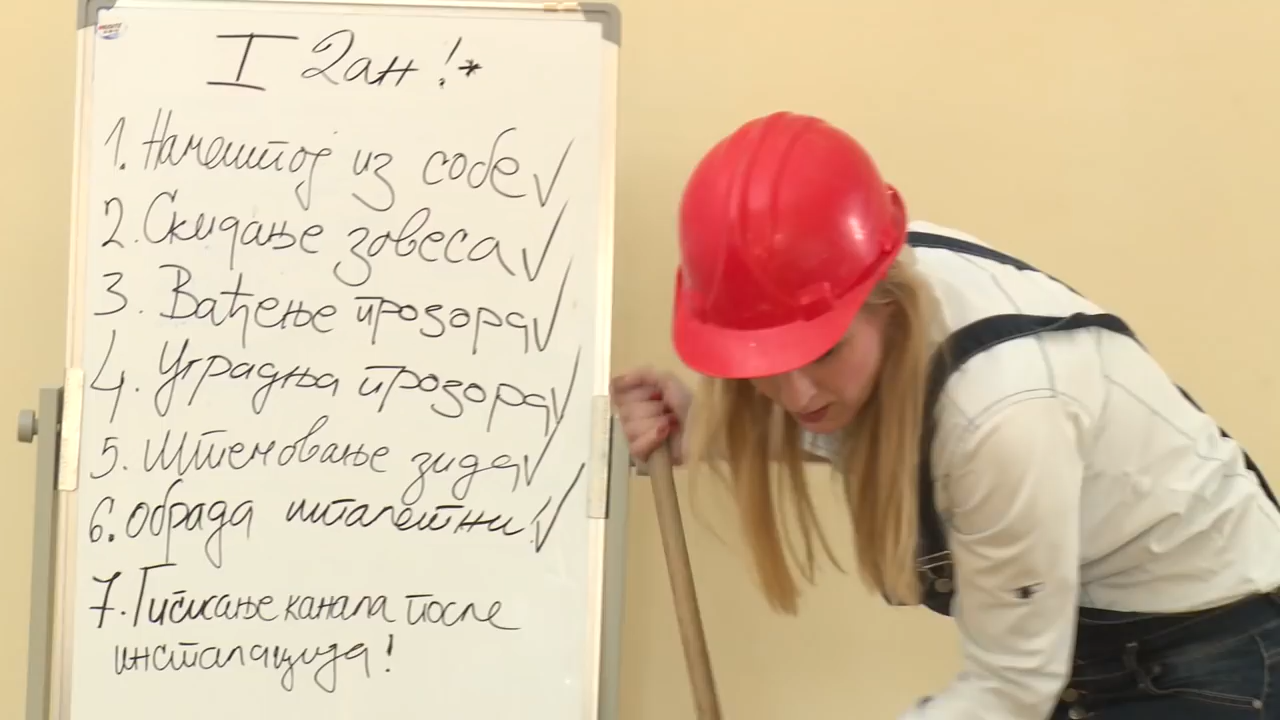 I Дан!*
1. Намештој из собе✓
2. Скидање завеса✓
3. Вађење прозора✓
4. Уградња прозора✓
5. Штемовање зида✓
6. Обрада шпалетни!✓
7. Гипсање канала после
инсталација!